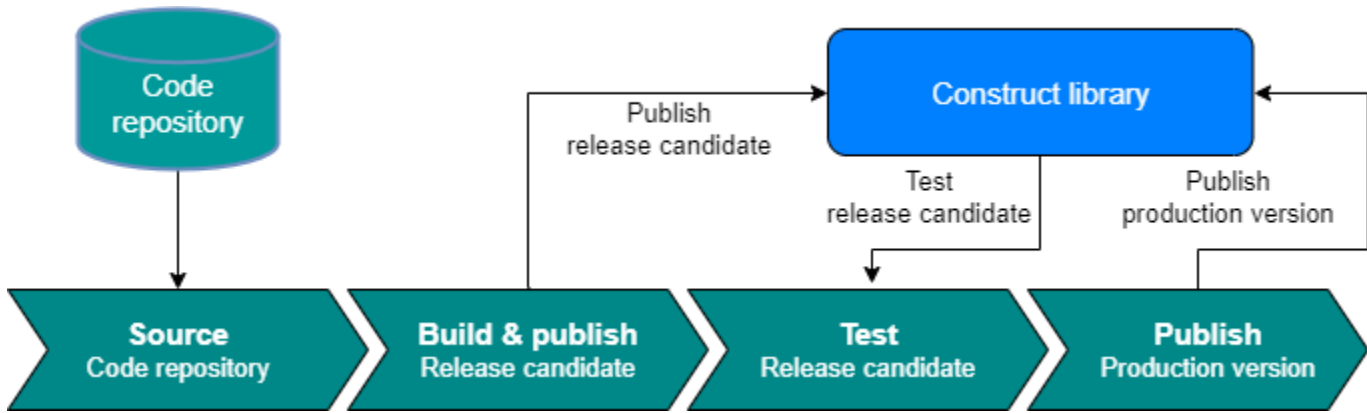 Code
repository
Construct library
Publish
release candidate
Test
release candidate
Publish
production version
Source
Code repository
Build & publish
Release candidate
Test
Release candidate
Publish
Production version